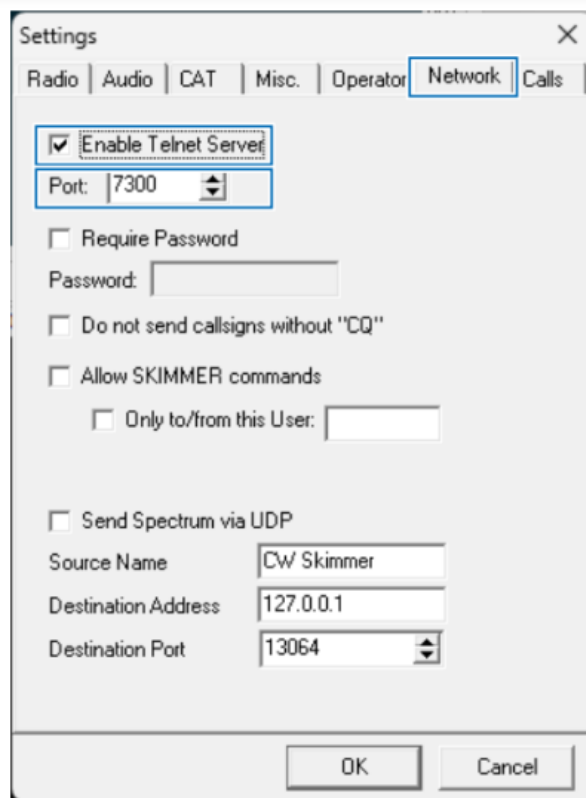 Settings
Radio Audio CAT Misc. Operator Network Calls
Enable Telnet Server
Port: 7300
Require Password
Password:
Do not send callsigns without "CQ"
Allow SKIMMER commands
Only to/from this User:
Send Spectrum via UDP
Source Name CW Skimmer
Destination Address 127.0.0.1
Destination Port 13064
OK Cancel